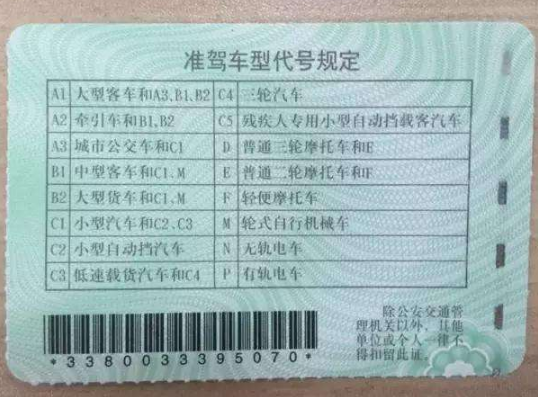 准驾车型代号规定
A1 大型客车和A3、B1、B2 C4 三轮汽车
A2 牵引车和B1、B2 C5 残疾人专用小型自动挡载客汽车
A3 城市公交车和C1 D 普通三轮摩托车和E
B1 中型客车和C1、M E 普通二轮摩托车和F
B2 大型货车和C1、M F 轻便摩托车
C1 小型汽车和C2、C3 M 轮式自行机械车
C2 小型自动挡汽车 N 无轨电车
C3 低速载货汽车和C4 P 有轨电车
除公安交通管
理机关以外，其他
单位或个人一律不
得扣留此证。
*3380033395070*